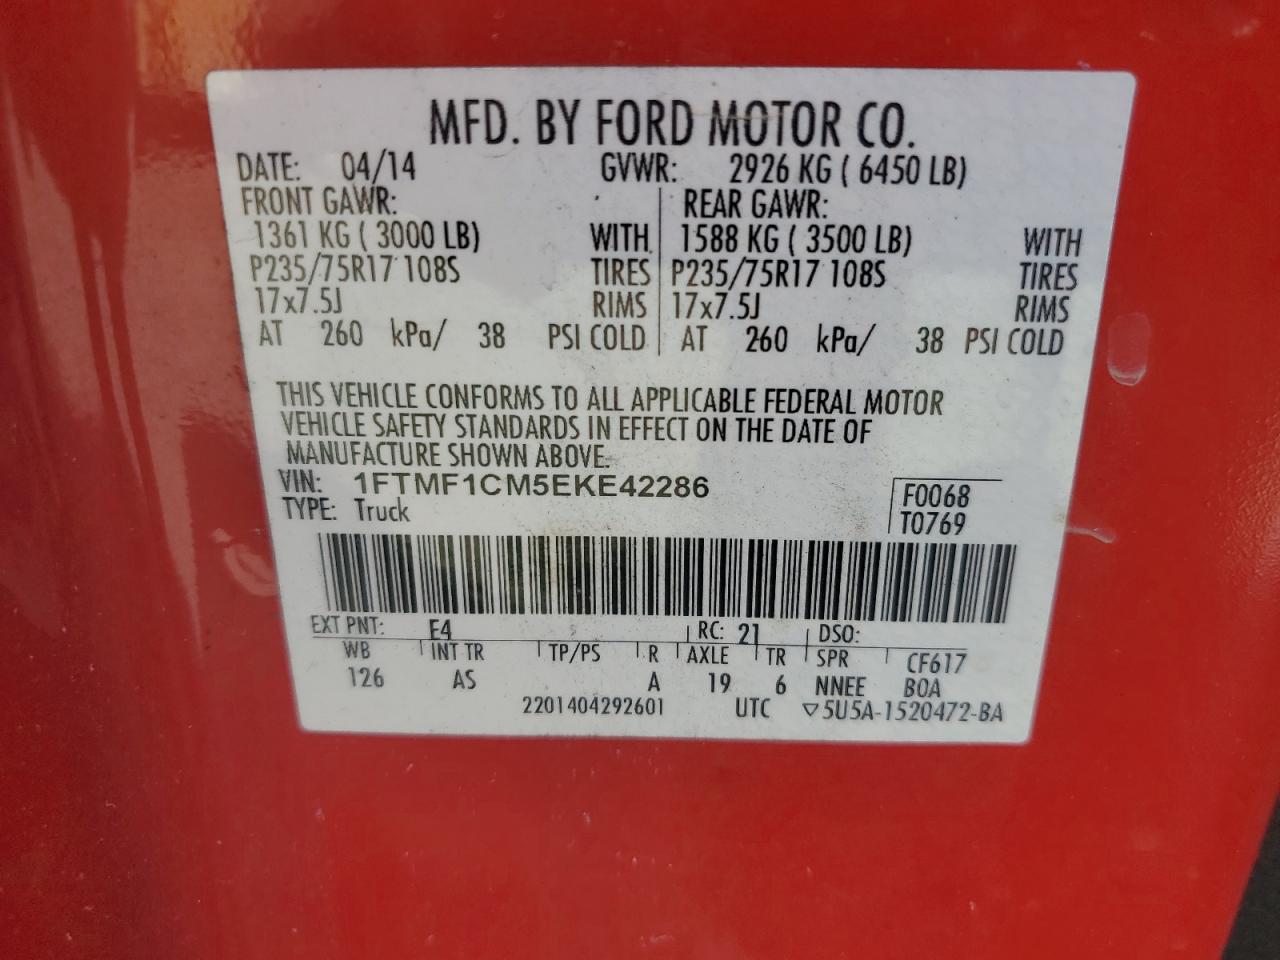 MFD. BY FORD MOTOR CO.
DATE: 04/14 GVWR: 2926 KG ( 6450 LB)
FRONT GAWR: REAR GAWR:
1361 KG ( 3000 LB) WITH 1588 KG ( 3500 LB) WITH
P235/75R17 108S TIRES P235/75R17 108S TIRES
17x7.5J RIMS 17x7.5J RIMS
AT 260 kPa/ 38 PSI COLD AT 260 kPa/ 38 PSI COLD
THIS VEHICLE CONFORMS TO ALL APPLICABLE FEDERAL MOTOR
VEHICLE SAFETY STANDARDS IN EFFECT ON THE DATE OF
MANUFACTURE SHOWN ABOVE.
VIN: 1FTMF1CM5EKE42286 F0068
TYPE: Truck T0769
EXT PNT: E4 RC: 21 DSO:
WB INT TR TP/PS R AXLE TR SPR CF617
126 AS A 19 6 NNEE BOA
2201404292601 UTC ▽5U5A-1520472-BA